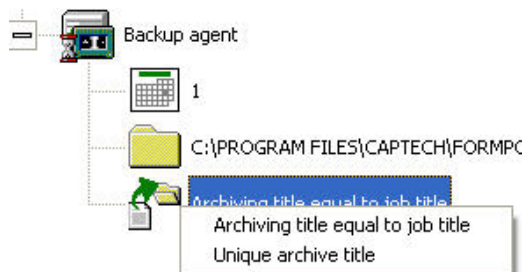 Backup agent
1
C:\PROGRAM FILES\CAPTECH\FORMPO
Archiving title equal to job title
Archiving title equal to job title
Unique archive title